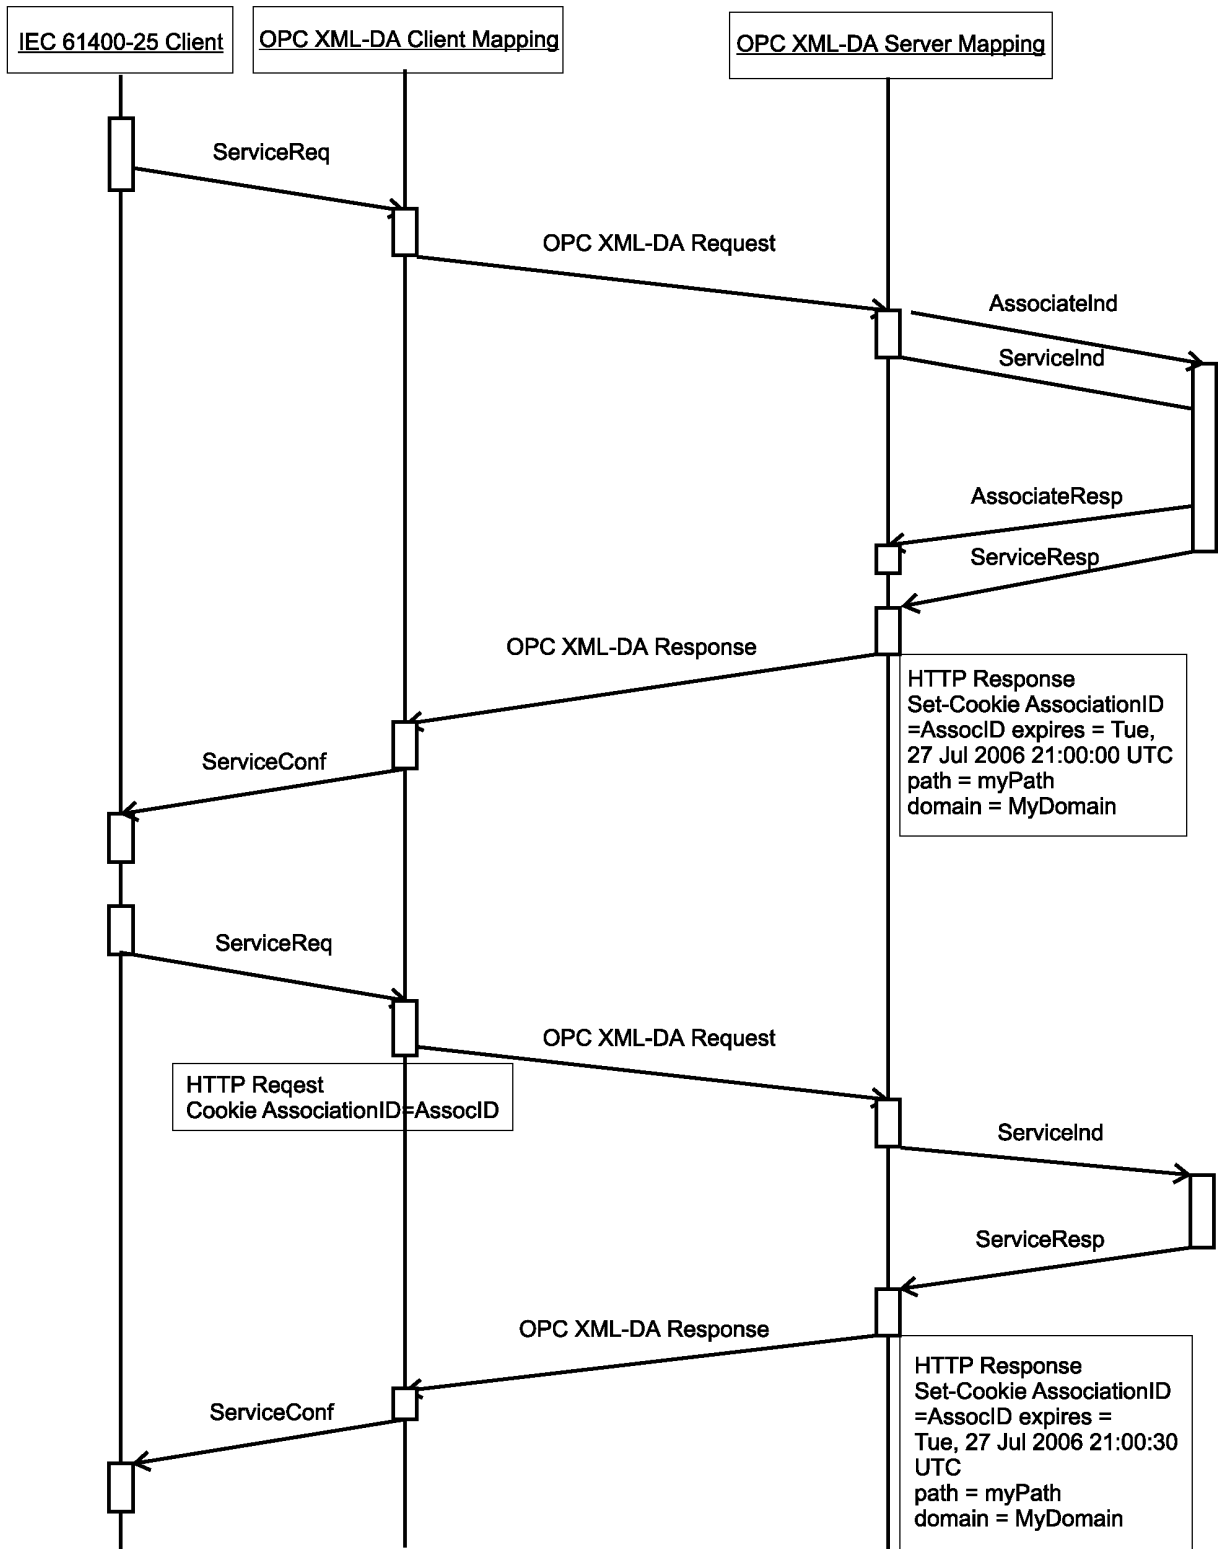 IEC 61400-25 Client
OPC XML-DA Client Mapping
OPC XML-DA Server Mapping
ServiceReq
OPC XML-DA Request
AssociateInd
ServiceInd
AssociateResp
ServiceResp
OPC XML-DA Response
HTTP Response
Set-Cookie AssociationID
=AssocID expires = Tue,
27 Jul 2006 21:00:00 UTC
path = myPath
domain = MyDomain
ServiceConf
ServiceReq
OPC XML-DA Request
HTTP Reqest
Cookie AssociationID=AssocID
ServiceInd
ServiceResp
OPC XML-DA Response
HTTP Response
Set-Cookie AssociationID
=AssocID expires =
Tue, 27 Jul 2006 21:00:30
UTC
path = myPath
domain = MyDomain
ServiceConf